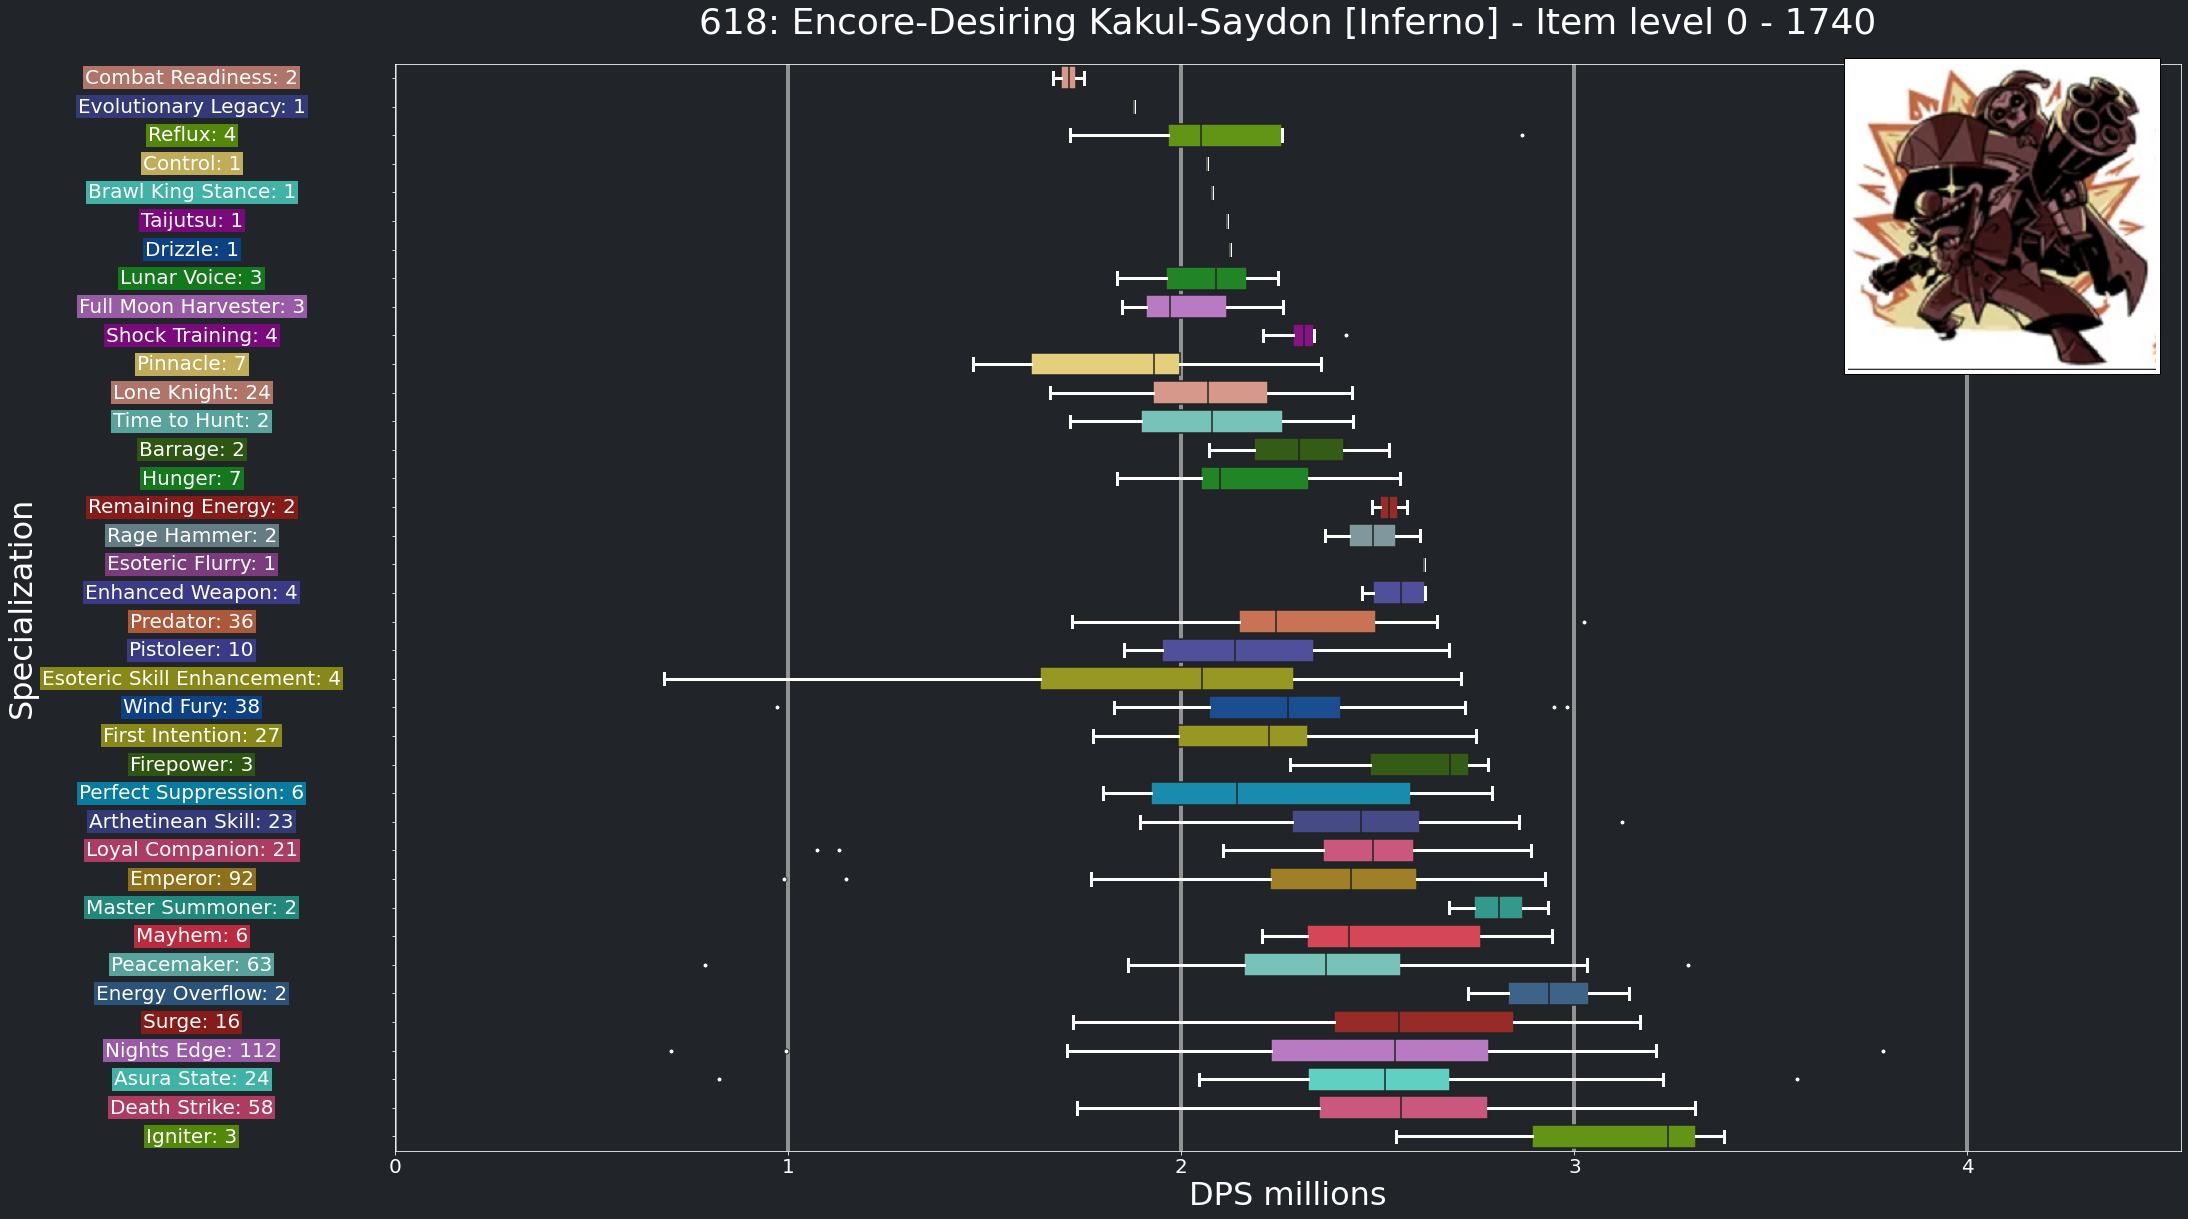 618: Encore-Desiring Kakul-Saydon [Inferno] - Item level 0 - 1740
Specialization
Combat Readiness: 2
Evolutionary Legacy: 1
Reflux: 4
Control: 1
Brawl King Stance: 1
Taijutsu: 1
Drizzle: 1
Lunar Voice: 3
Full Moon Harvester: 3
Shock Training: 4
Pinnacle: 7
Lone Knight: 24
Time to Hunt: 2
Barrage: 2
Hunger: 7
Remaining Energy: 2
Rage Hammer: 2
Esoteric Flurry: 1
Enhanced Weapon: 4
Predator: 36
Pistoleer: 10
Esoteric Skill Enhancement: 4
Wind Fury: 38
First Intention: 27
Firepower: 3
Perfect Suppression: 6
Arthetinean Skill: 23
Loyal Companion: 21
Emperor: 92
Master Summoner: 2
Mayhem: 6
Peacemaker: 63
Energy Overflow: 2
Surge: 16
Nights Edge: 112
Asura State: 24
Death Strike: 58
Igniter: 3
0 1 2 3 4
DPS millions